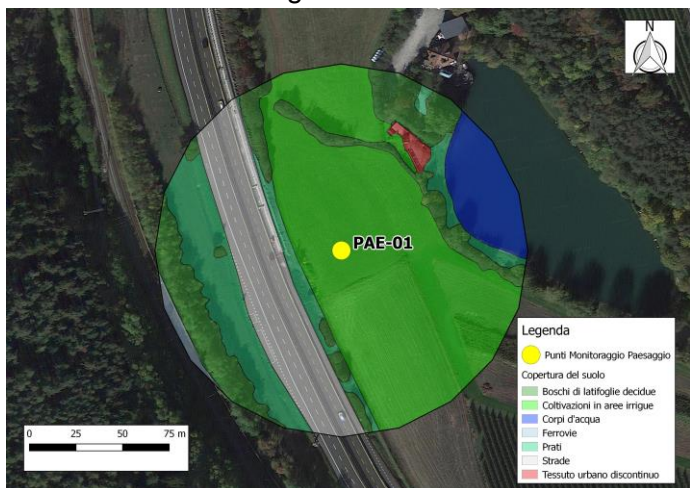 N
PAE-01
Legenda
Punti Monitoraggio Paesaggio
Copertura del suolo
Boschi di latifoglie decidue
Coltivazioni in aree irrigue
Corpi d'acqua
Ferrovie
Prati
Strade
Tessuto urbano discontinuo
0 25 50 75 m